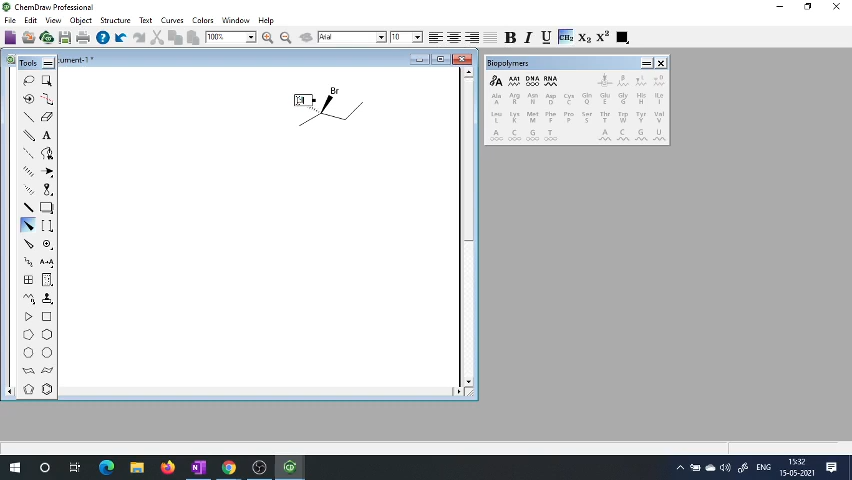 ChemDraw Professional
File Edit View Object Structure Text Curves Colors Window Help
100% Arial 10 B I U CH2 X2 X2
Tools
cument-1 *
Biopolymers
AA1 DNA RNA
Ala Arg Asn Asp Cys Gln Glu Gly His ILe
A R N D C Q E G H I
Leu Lys Met Phe Pro Ser Thr Trp Tyr Val
L K M F P S T W Y V
A C G T A C G U
Br
A
A↔A
ENG
15:32
15-05-2021